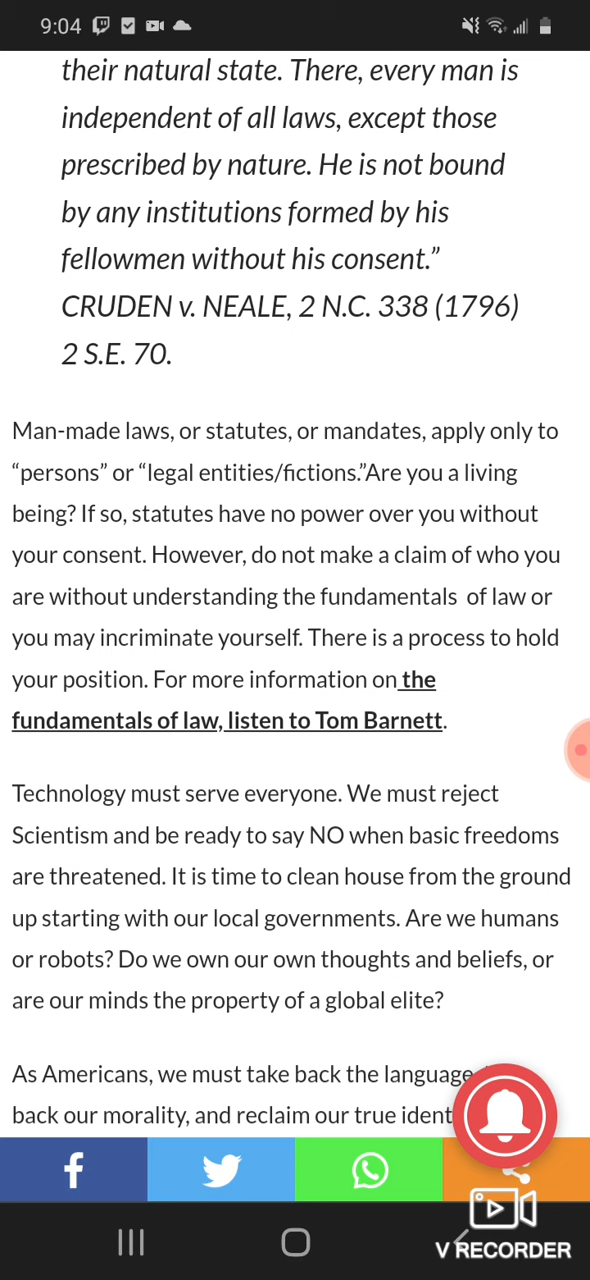 9:04
their natural state. There, every man is
independent of all laws, except those
prescribed by nature. He is not bound
by any institutions formed by his
fellowmen without his consent.”
CRUDEN v. NEALE, 2 N.C. 338 (1796)
2 S.E. 70.
Man-made laws, or statutes, or mandates, apply only to
“persons” or “legal entities/fictions.”Are you a living
being? If so, statutes have no power over you without
your consent. However, do not make a claim of who you
are without understanding the fundamentals of law or
you may incriminate yourself. There is a process to hold
your position. For more information on the
fundamentals of law, listen to Tom Barnett.
Technology must serve everyone. We must reject
Scientism and be ready to say NO when basic freedoms
are threatened. It is time to clean house from the ground
up starting with our local governments. Are we humans
or robots? Do we own our own thoughts and beliefs, or
are our minds the property of a global elite?
As Americans, we must take back the language
back our morality, and reclaim our true ident
V RECORDER